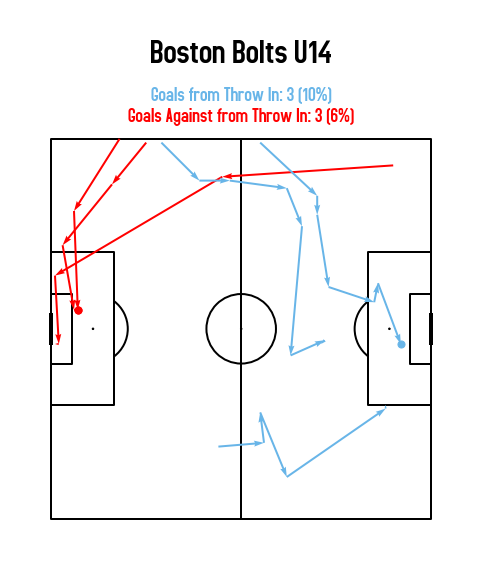 Boston Bolts U14
Goals from Throw In: 3 (10%)
Goals Against from Throw In: 3 (6%)